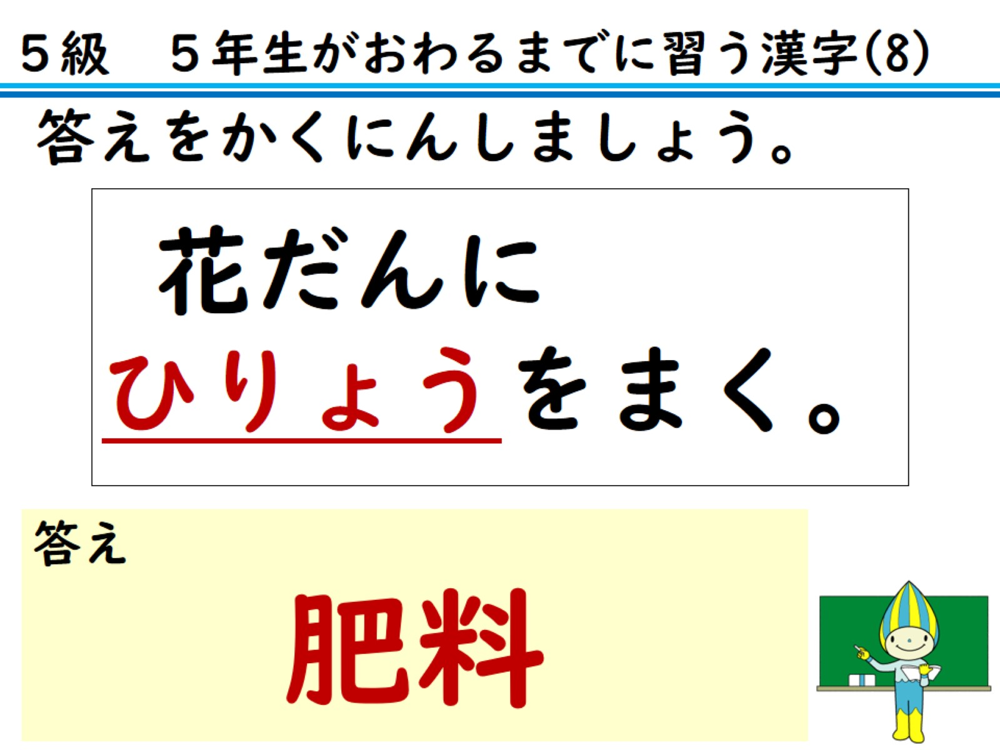 ５級　５年生がおわるまでに習う漢字(8)
答えをかくにんしましょう。
花だんに
ひりょうをまく。
答え
肥料